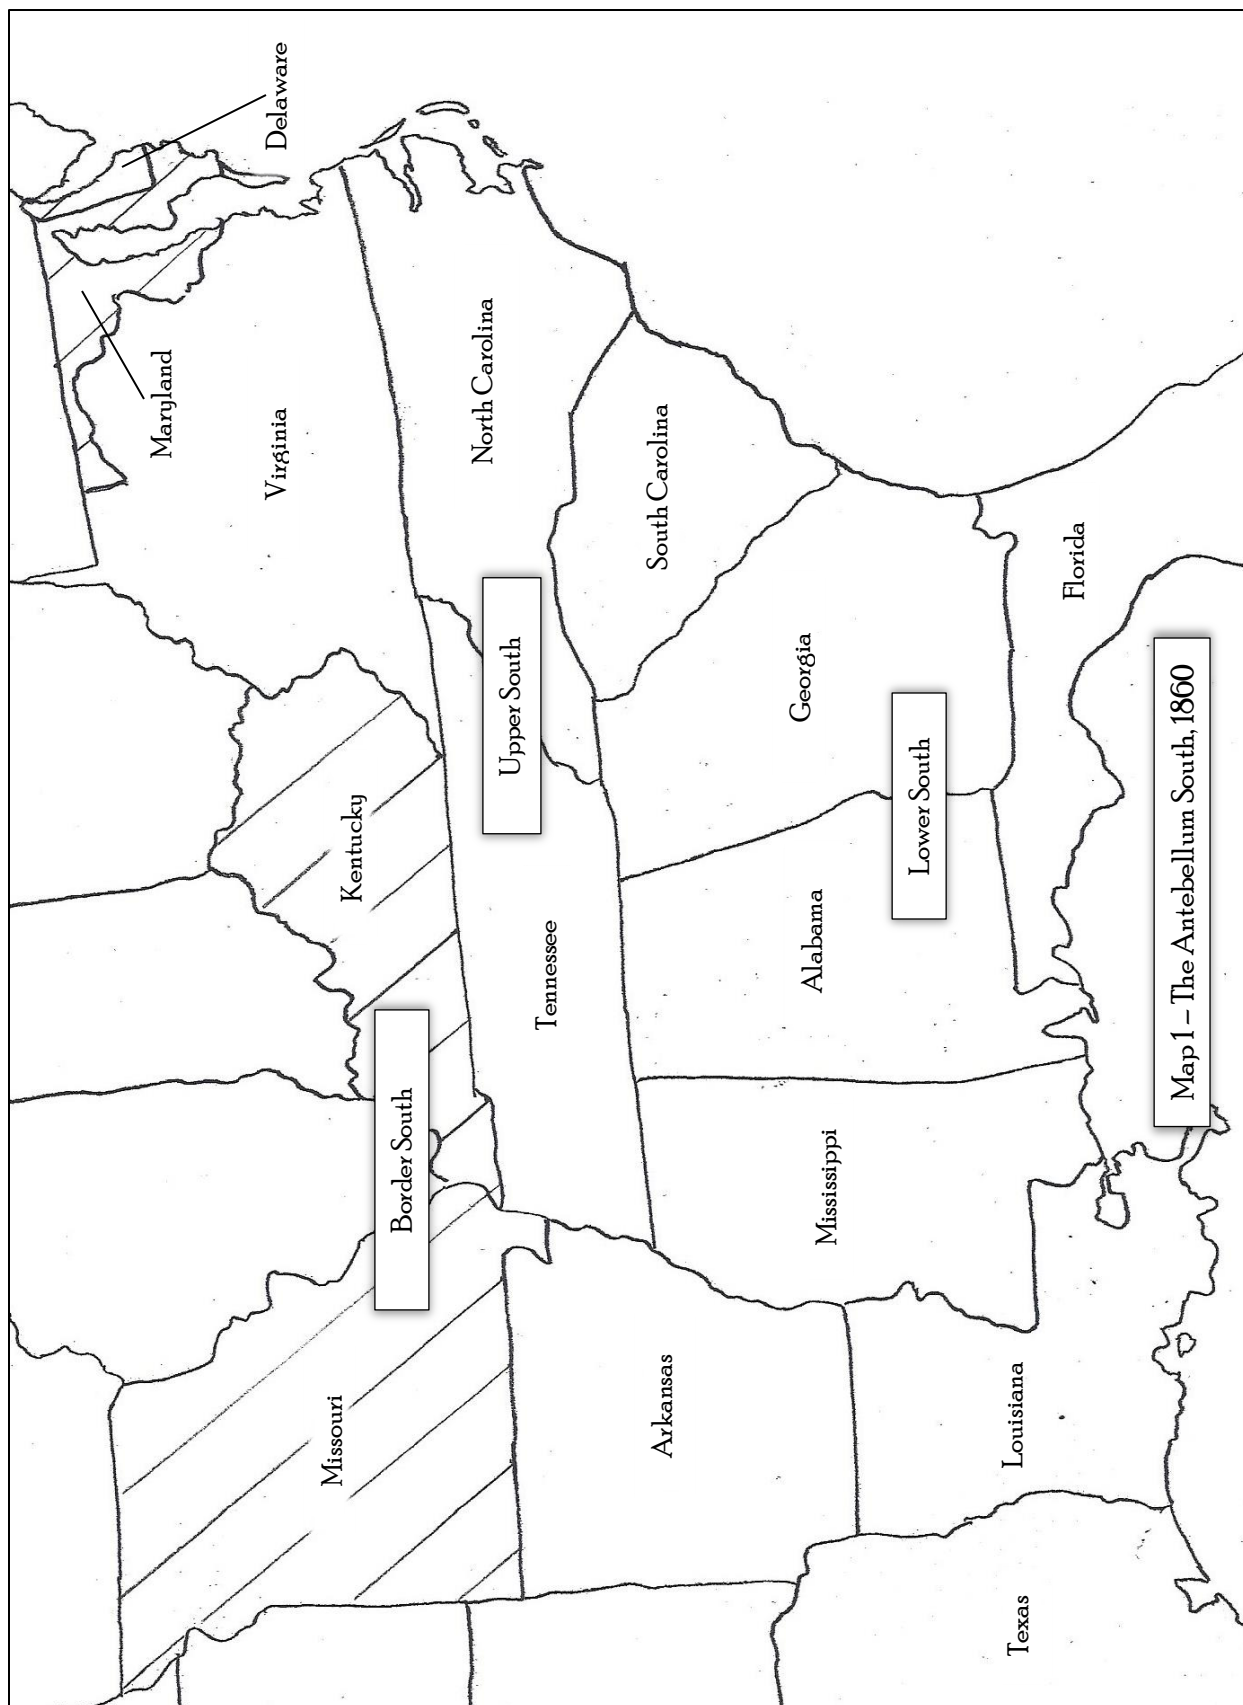 Delaware
Maryland
Virginia
North Carolina
South Carolina
Upper South
Kentucky
Border South
Tennessee
Georgia
Florida
Lower South
Alabama
Mississippi
Missouri
Arkansas
Louisiana
Texas
Map 1 – The Antebellum South, 1860